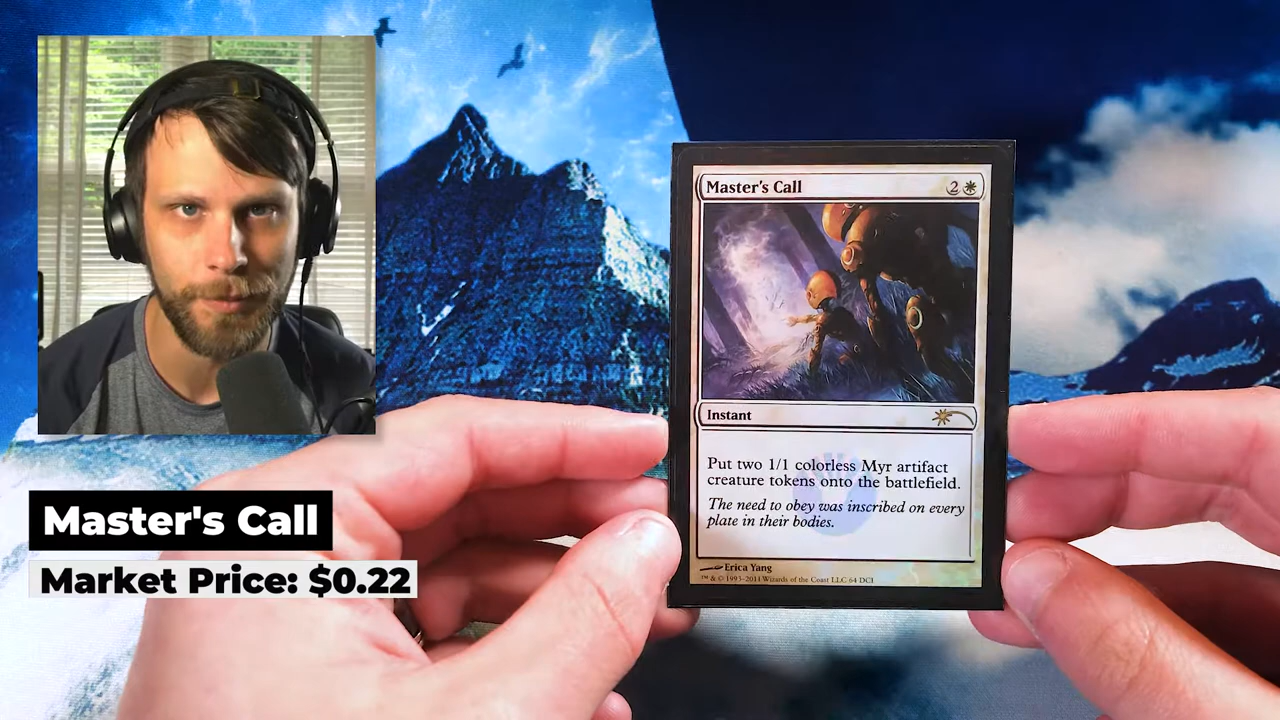 Master's Call
2
Instant
Put two 1/1 colorless Myr artifact
creature tokens onto the battlefield.
The need to obey was inscribed on every
plate in their bodies.
Erica Yang
™ & © 1993-2011 Wizards of the Coast LLC 64 DCI
Master's Call
Market Price: $0.22